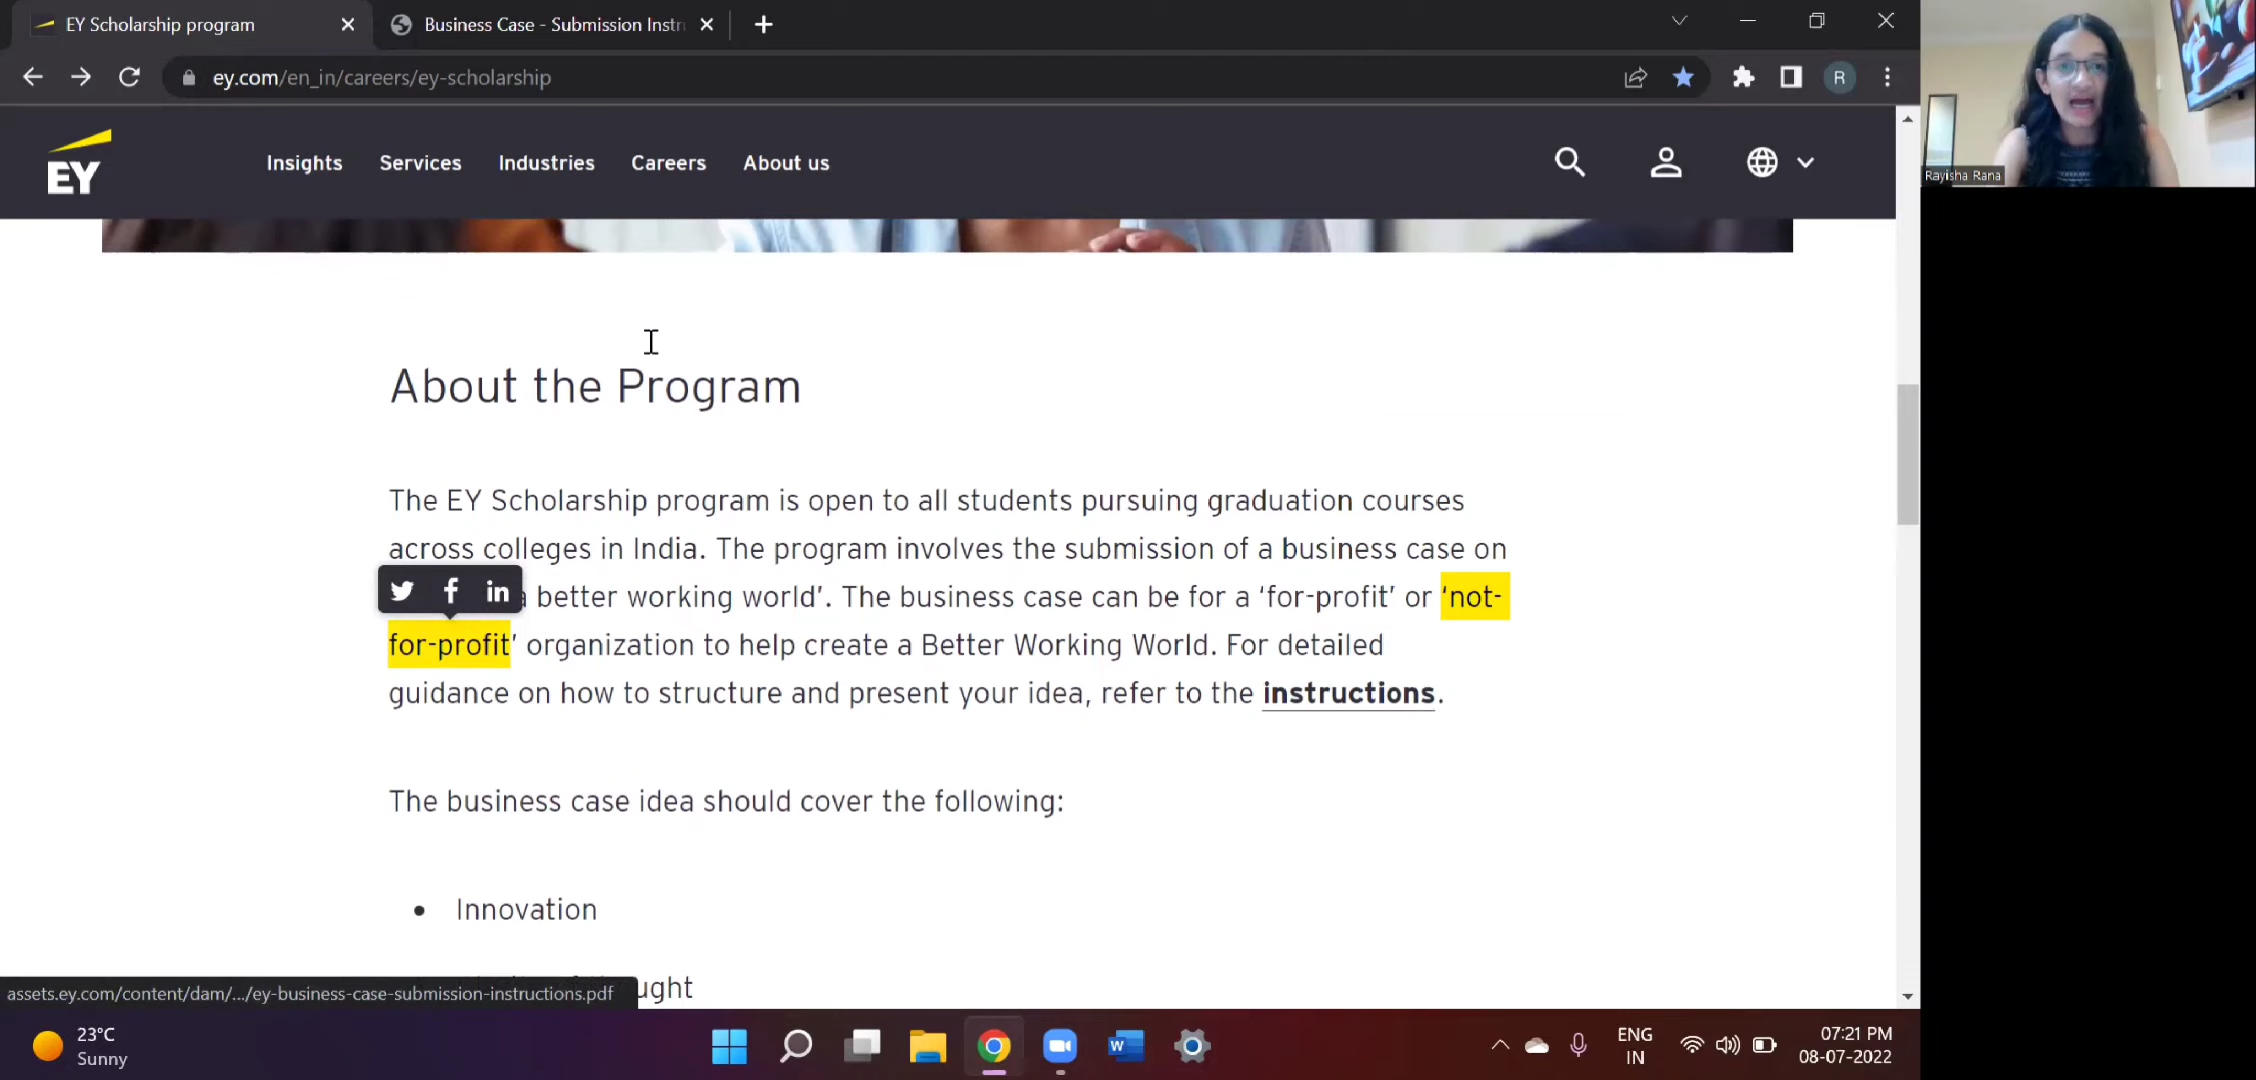 EY Scholarship program
Business Case - Submission Instr
ey.com/en_in/careers/ey-scholarship
R
EY
Insights
Services
Industries
Careers
About us
Rayisha Rana
About the Program
The EY Scholarship program is open to all students pursuing graduation courses
across colleges in India. The program involves the submission of a business case on
a better working world’. The business case can be for a ‘for-profit’ or ‘not-
for-profit’ organization to help create a Better Working World. For detailed
guidance on how to structure and present your idea, refer to the instructions.
The business case idea should cover the following:
• Innovation
ught
assets.ey.com/content/dam/.../ey-business-case-submission-instructions.pdf
23°C
Sunny
ENG
IN
07:21 PM
08-07-2022